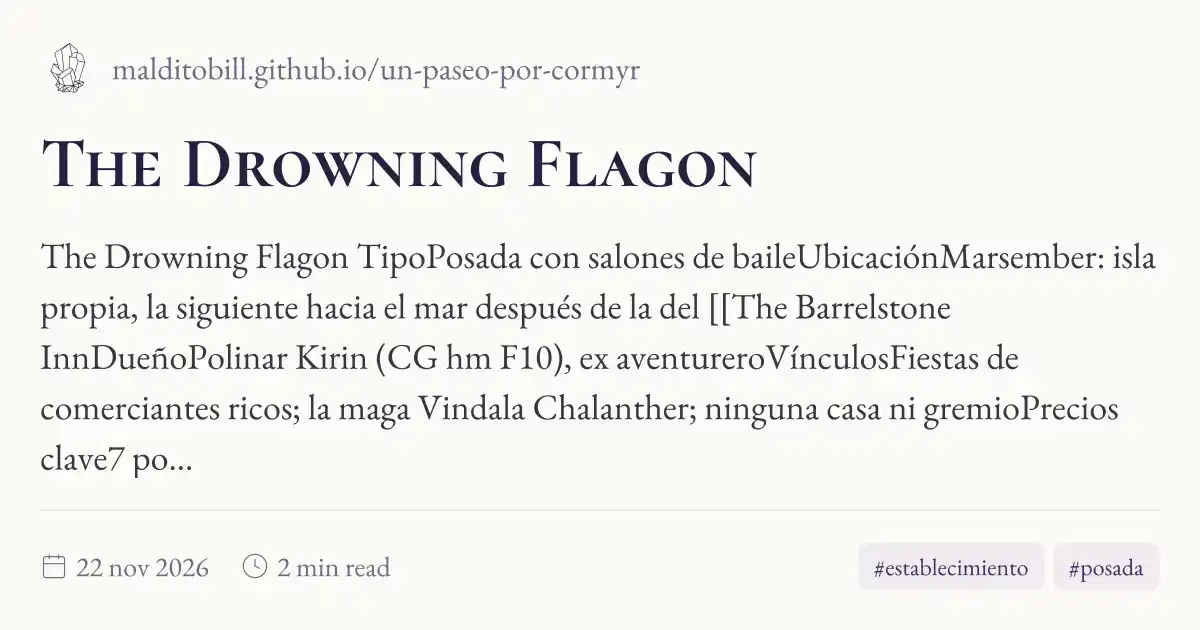 malditobill.github.io/un-paseo-por-cormyr
The Drowning Flagon
The Drowning Flagon TipoPosada con salones de baileUbicaciónMarsember: isla
propia, la siguiente hacia el mar después de la del [[The Barrelstone
InnDueñoPolinar Kirin (CG hm F10), ex aventureroVínculosFiestas de
comerciantes ricos; la maga Vindala Chalanther; ninguna casa ni gremioPrecios
clave7 po...
22 nov 2026
2 min read
#establecimiento
#posada